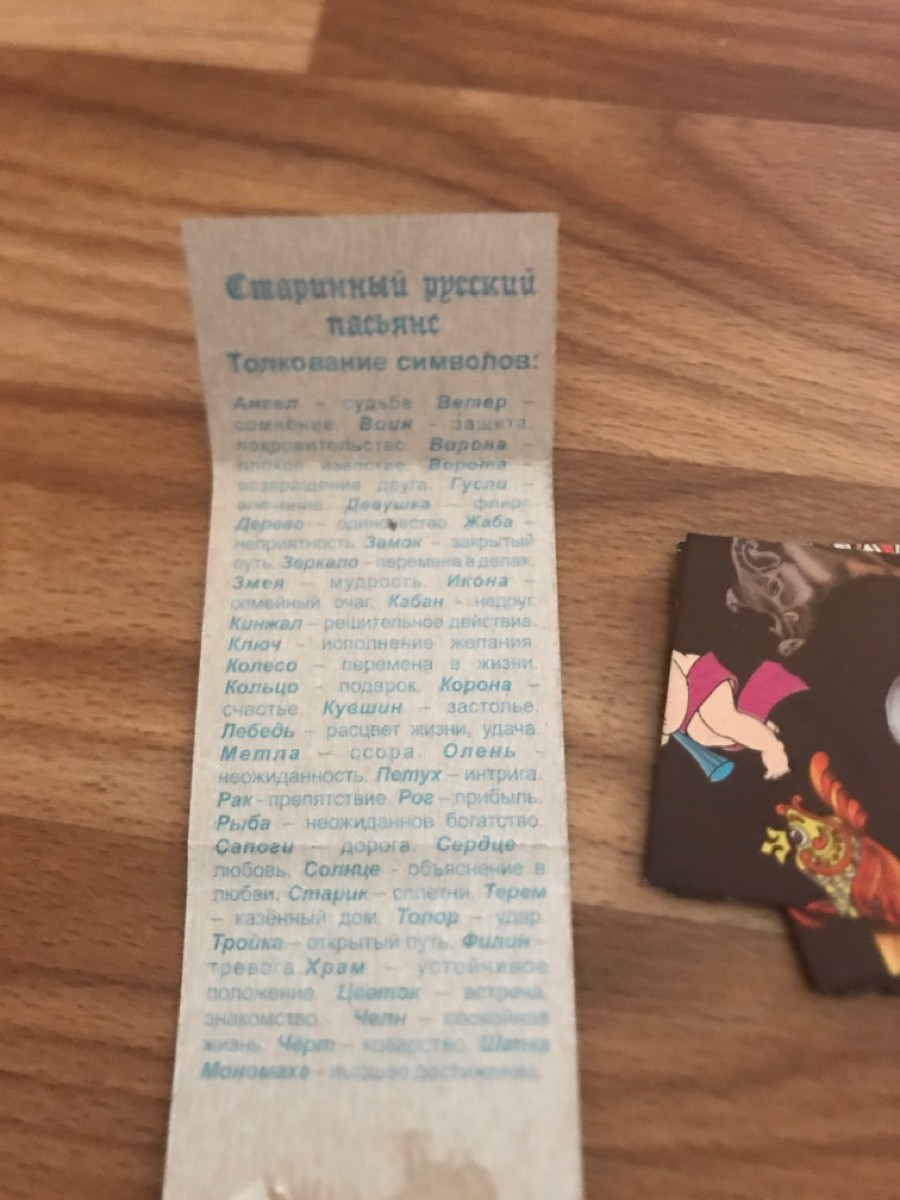 Старинный русский
пасьянс
Толкование символов:
Ангел – судьба. Ветер –
сомнение. Воин - защита,
покровительство. Ворона –
плохое известие. Ворота –
возвращение друга. Гусли –
Девушка – флирт.
Дерево – одиночество. Жаба –
неприятность. Замок – закрытый
путь. Зеркало – перемена в делах.
Змея – мудрость. Икона –
семейный очаг. Кабан - недруг.
Кинжал – решительное действие.
Ключ - исполнение желания.
Колесо – перемена в жизни.
Кольцо - подарок. Корона –
счастье. Кувшин – застолье.
Лебедь – расцвет жизни, удача.
Метла – ссора. Олень -
неожиданность. Петух – интрига.
Рак - препятствие. Рог – прибыль.
Рыба – неожиданное богатство.
Сапоги – дорога. Сердце –
любовь. Солнце - объяснение в
любви. Старик – сплетни. Терем
– казённый дом. Топор – удар.
Тройка – открытый путь. Филин –
тревога. Храм – устойчивое
положение. Цветок – встреча,
знакомство. Челн – спокойная
жизнь. Чёрт – коварство. Шапка
Мономаха – высшее достижение.